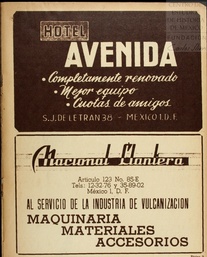 HOTEL
AVENIDA
• Completamente renovado
• Mejor equipo
• Cuotas de amigos
S.J. DE LETRAN 38 - MEXICO D.F.
Nacional Llantera
Articulo 123 No. 85-E
Tels: 12-32-76 y 35-89-02
México 1, D. F.
AL SERVICIO DE LA INDUSTRIA DE VULCANIZACION
MAQUINARIA
MATERIALES
ACCESORIOS